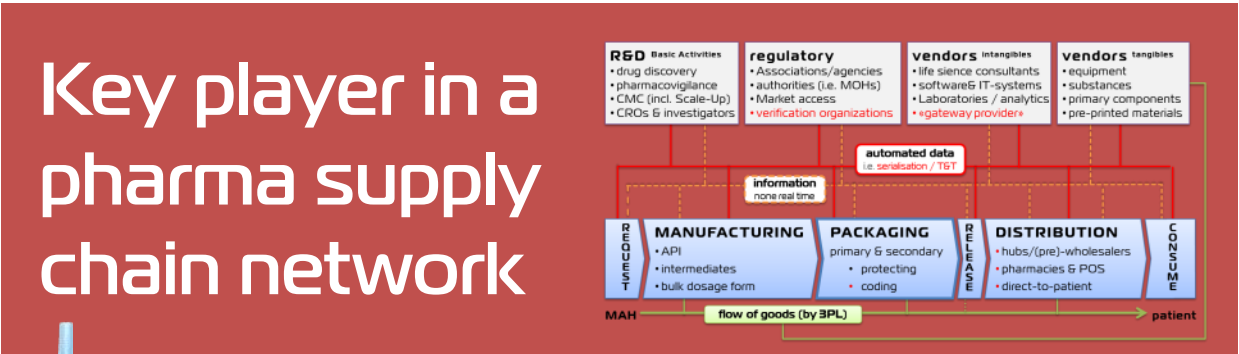 Key player in a
pharma supply
chain network
R&D Basic Activities
• drug discovery
• pharmacovigilance
• CMC (incl. Scale-Up)
• CROs & investigators
regulatory
• Associations/agencies
• authorities (i.e. MOHs)
• Market access
• verification organizations
vendors intangibles
• life sience consultants
• software& IT-systems
• Laboratories / analytics
• «gateway provider»
vendors tangibles
• equipment
• substances
• primary components
• pre-printed materials
automated data
i.e. serialisation / T&T
information
none real time
REQUEST
MANUFACTURING
• API
• intermediates
• bulk dosage form
PACKAGING
primary & secondary
• protecting
• coding
RELEASE
DISTRIBUTION
• hubs/(pre)-wholesalers
• pharmacies & POS
• direct-to-patient
CONSUME
MAH
flow of goods (by 3PL)
patient